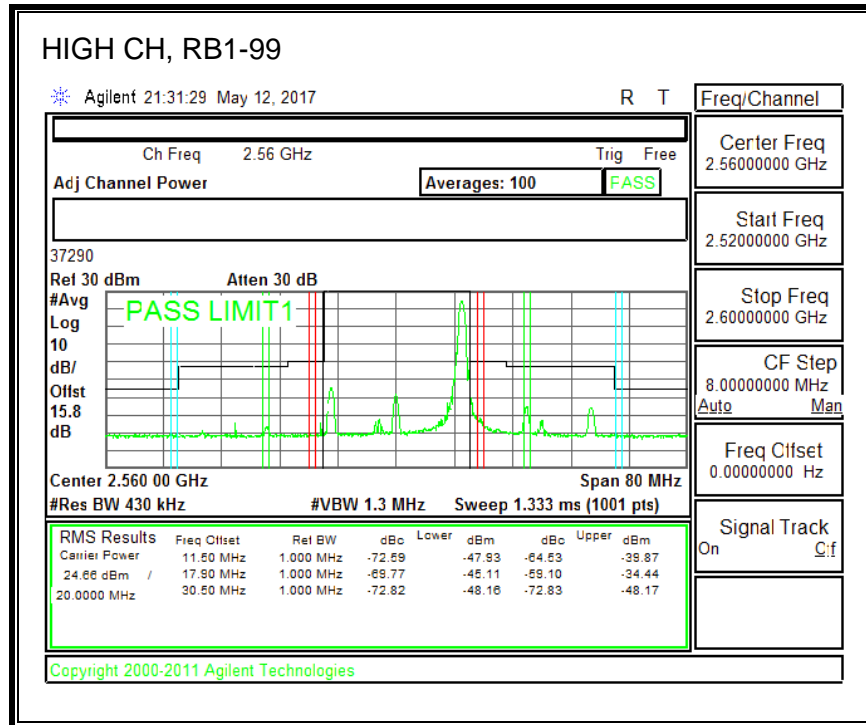 HIGH CH, RB1-99
Agilent 21:31:29 May 12, 2017 R T
Freq/Channel
Ch Freq 2.56 GHz Trig Free
Adj Channel Power Averages: 100 PASS
Center Freq
2.56000000 GHz
Start Freq
2.52000000 GHz
Stop Freq
2.60000000 GHz
CF Step
8.00000000 MHz
Auto Man
Freq Offset
0.00000000 Hz
Signal Track
On Off
37290
Ref 30 dBm Atten 30 dB
#Avg
Log
10
dB/
Offst
15.8
dB
PASS LIMIT1
Center 2.560 00 GHz Span 80 MHz
#Res BW 430 kHz #VBW 1.3 MHz Sweep 1.333 ms (1001 pts)
RMS Results Freq Offset Ref BW dBc Lower dBm dBc Upper dBm
Carrier Power 11.50 MHz 1.000 MHz -72.59 -47.93 -64.53 -39.87
24.66 dBm / 17.90 MHz 1.000 MHz -69.77 -45.11 -59.10 -34.44
20.0000 MHz 30.50 MHz 1.000 MHz -72.82 -48.16 -72.83 -48.17
Copyright 2000-2011 Agilent Technologies